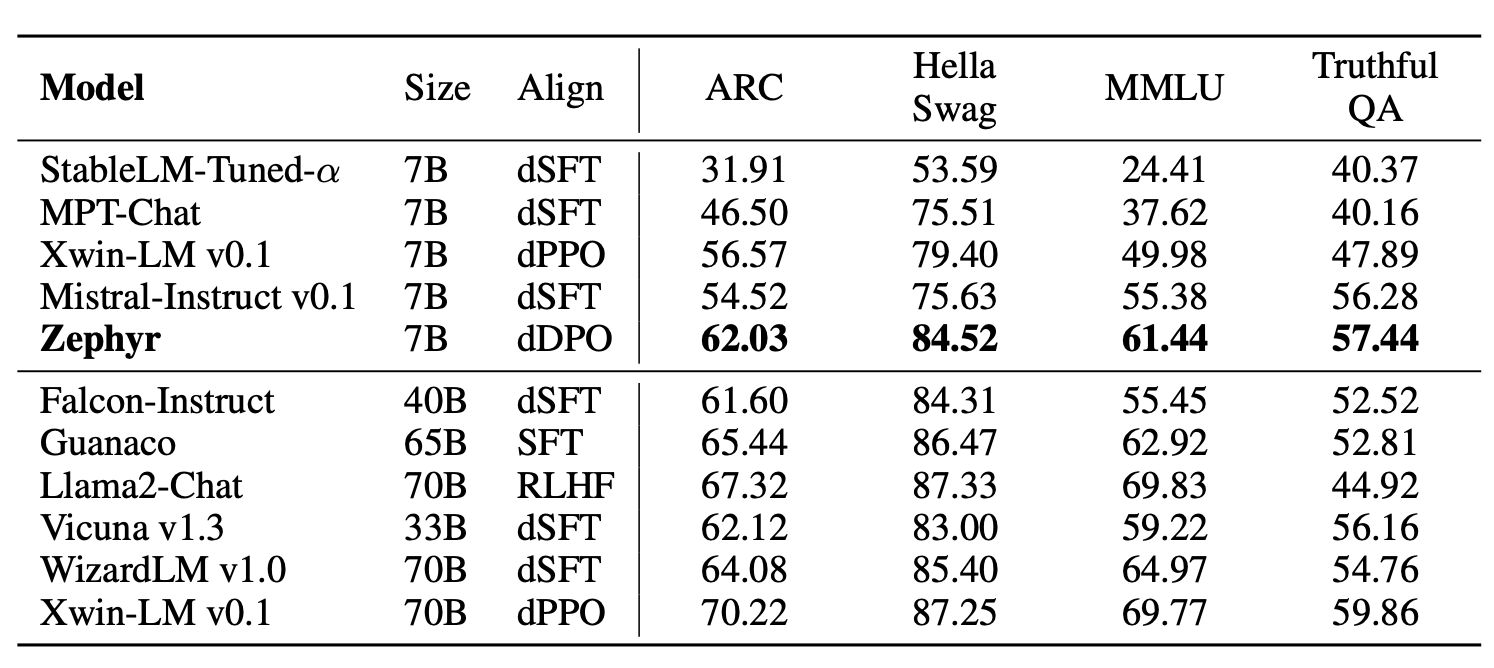 Model Size Align ARC Hella Swag MMLU Truthful QA
StableLM-Tuned-α 7B dSFT 31.91 53.59 24.41 40.37
MPT-Chat 7B dSFT 46.50 75.51 37.62 40.16
Xwin-LM v0.1 7B dPPO 56.57 79.40 49.98 47.89
Mistral-Instruct v0.1 7B dSFT 54.52 75.63 55.38 56.28
Zephyr 7B dDPO 62.03 84.52 61.44 57.44
Falcon-Instruct 40B dSFT 61.60 84.31 55.45 52.52
Guanaco 65B SFT 65.44 86.47 62.92 52.81
Llama2-Chat 70B RLHF 67.32 87.33 69.83 44.92
Vicuna v1.3 33B dSFT 62.12 83.00 59.22 56.16
WizardLM v1.0 70B dSFT 64.08 85.40 64.97 54.76
Xwin-LM v0.1 70B dPPO 70.22 87.25 69.77 59.86